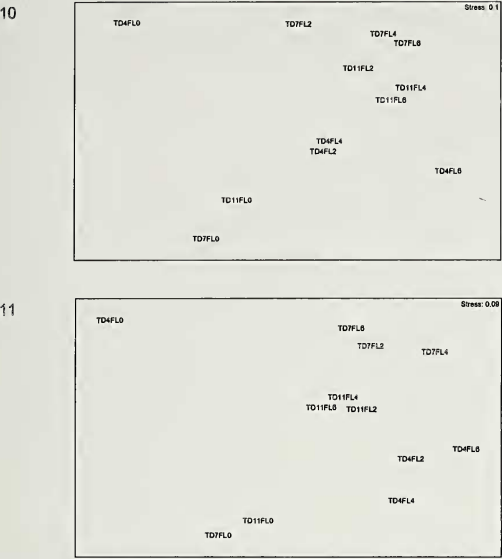 10
Stress: 0.1
TD4FL0
TD7FL2
TD7FL4
TD7FL6
TD11FL2
TD11FL4
TD11FL6
TD4FL4
TD4FL2
TD4FL6
TD11FL0
TD7FL0
11
Stress: 0.09
TD4FL0
TD7FL6
TD7FL2
TD7FL4
TD11FL4
TD11FL6 TD11FL2
TD4FL6
TD4FL2
TD4FL4
TD11FL0
TD7FL0